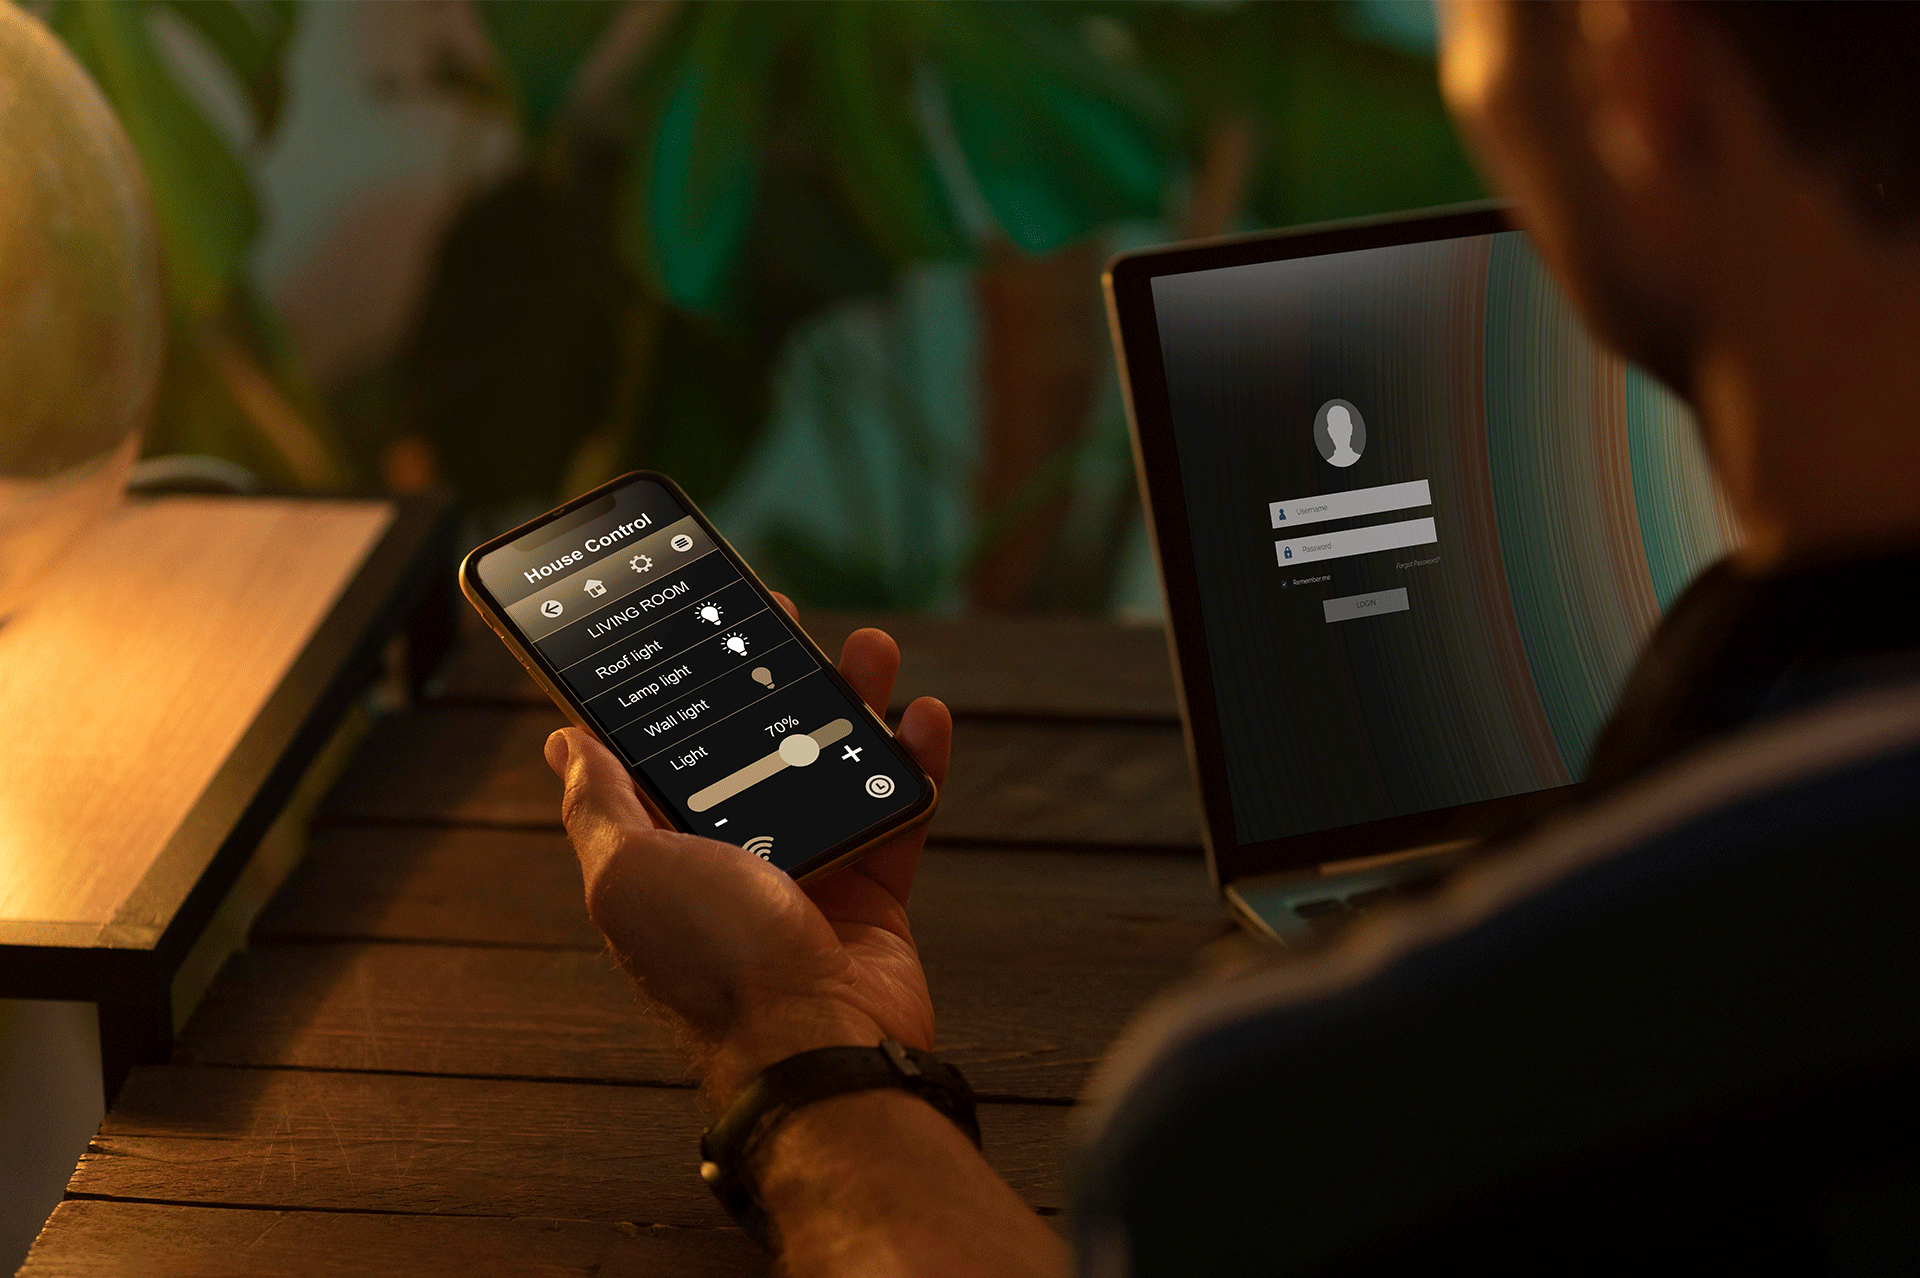 House Control
LIVING ROOM
Roof light
Lamp light
Wall light
Light
70%
+
-
Username
Password
Remember me
Forgot Password?
LOGIN